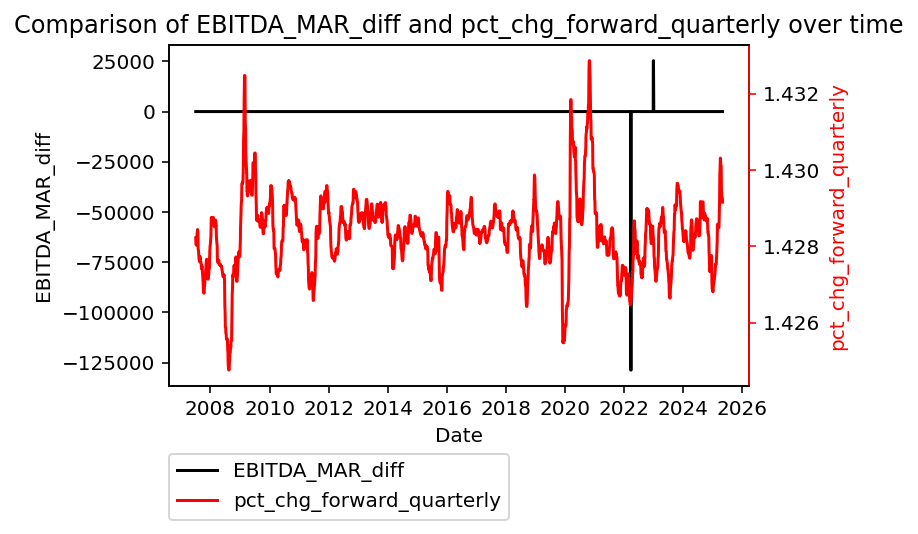 Comparison of EBITDA_MAR_diff and pct_chg_forward_quarterly over time
25000
0
−25000
−50000
−75000
−100000
−125000
EBITDA_MAR_diff
1.432
1.430
1.428
1.426
pct_chg_forward_quarterly
2008 2010 2012 2014 2016 2018 2020 2022 2024 2026
Date
EBITDA_MAR_diff
pct_chg_forward_quarterly